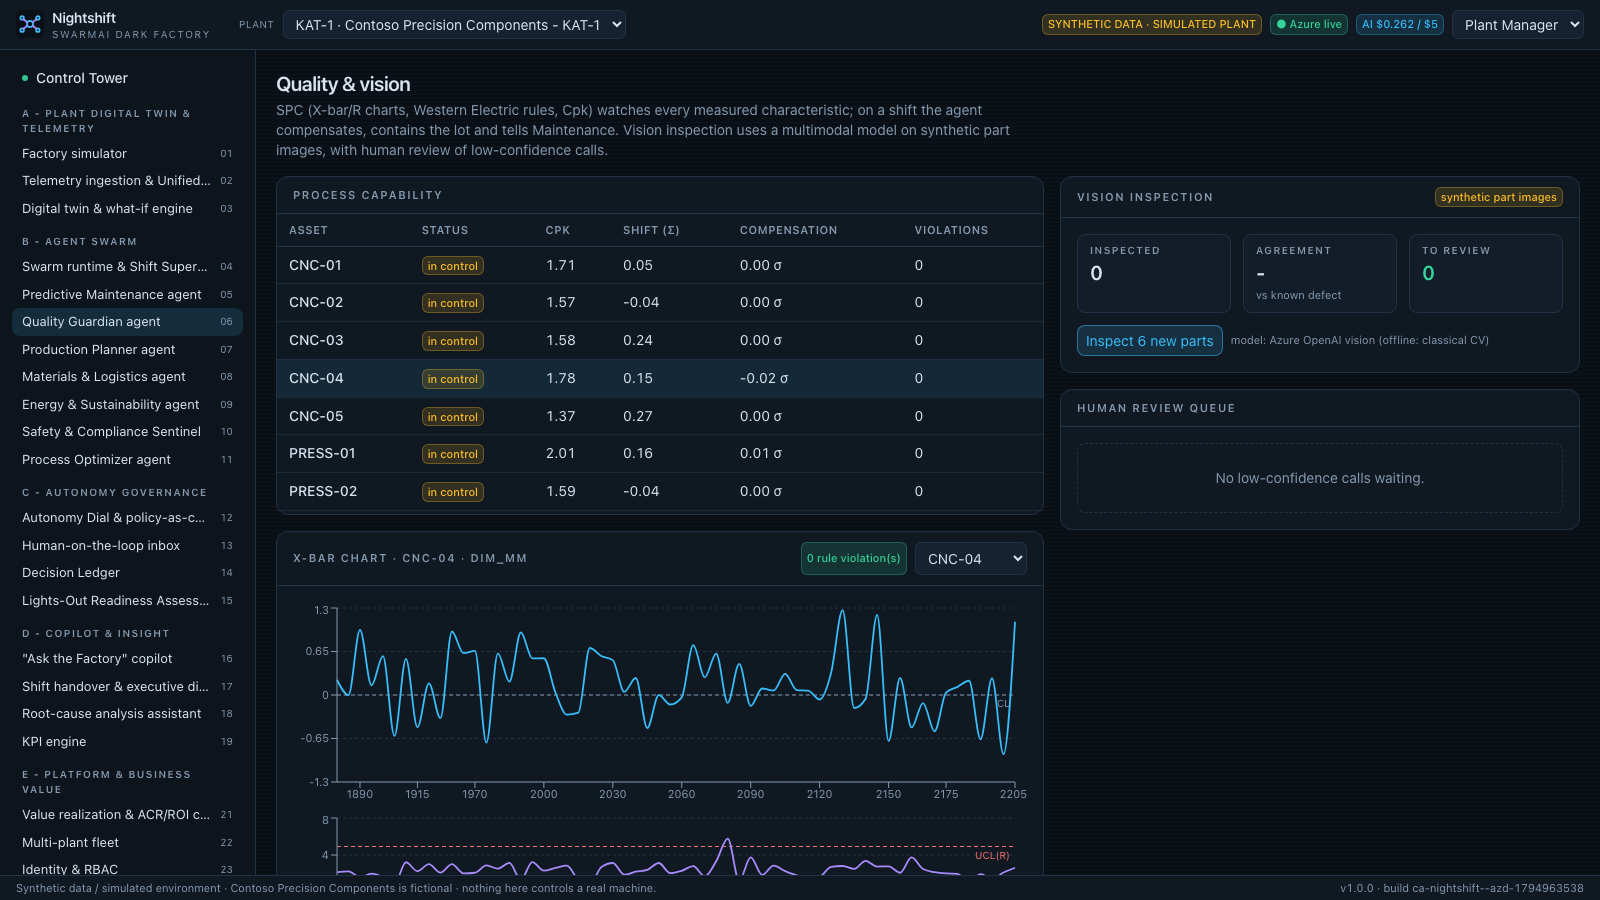 Nightshift
SWARMAI DARK FACTORY
PLANT
KAT-1 · Contoso Precision Components - KAT-1
SYNTHETIC DATA · SIMULATED PLANT
Azure live
AI $0.262 / $5
Plant Manager
Control Tower
A - PLANT DIGITAL TWIN &
TELEMETRY
Factory simulator 01
Telemetry ingestion & Unified... 02
Digital twin & what-if engine 03
B - AGENT SWARM
Swarm runtime & Shift Super... 04
Predictive Maintenance agent 05
Quality Guardian agent 06
Production Planner agent 07
Materials & Logistics agent 08
Energy & Sustainability agent 09
Safety & Compliance Sentinel 10
Process Optimizer agent 11
C - AUTONOMY GOVERNANCE
Autonomy Dial & policy-as-c... 12
Human-on-the-loop inbox 13
Decision Ledger 14
Lights-Out Readiness Assess... 15
D - COPILOT & INSIGHT
"Ask the Factory" copilot 16
Shift handover & executive di... 17
Root-cause analysis assistant 18
KPI engine 19
E - PLATFORM & BUSINESS
VALUE
Value realization & ACR/ROI c... 21
Multi-plant fleet 22
Identity & RBAC 23
Quality & vision
SPC (X-bar/R charts, Western Electric rules, Cpk) watches every measured characteristic; on a shift the agent
compensates, contains the lot and tells Maintenance. Vision inspection uses a multimodal model on synthetic part
images, with human review of low-confidence calls.
PROCESS CAPABILITY
ASSET STATUS CPK SHIFT (Σ) COMPENSATION VIOLATIONS
CNC-01 in control 1.71 0.05 0.00 σ 0
CNC-02 in control 1.57 -0.04 0.00 σ 0
CNC-03 in control 1.58 0.24 0.00 σ 0
CNC-04 in control 1.78 0.15 -0.02 σ 0
CNC-05 in control 1.37 0.27 0.00 σ 0
PRESS-01 in control 2.01 0.16 0.01 σ 0
PRESS-02 in control 1.59 -0.04 0.00 σ 0
X-BAR CHART · CNC-04 · DIM_MM
0 rule violation(s)
CNC-04
1.3
0.65
0
-0.65
-1.3
CL
1890 1915 1970 2000 2030 2060 2090 2120 2150 2175 2205
8
4
UCL(R)
VISION INSPECTION
synthetic part images
INSPECTED
0
AGREEMENT
-
vs known defect
TO REVIEW
0
Inspect 6 new parts
model: Azure OpenAI vision (offline: classical CV)
HUMAN REVIEW QUEUE
No low-confidence calls waiting.
Synthetic data / simulated environment · Contoso Precision Components is fictional · nothing here controls a real machine.
v1.0.0 · build ca-nightshift--azd-1794963538